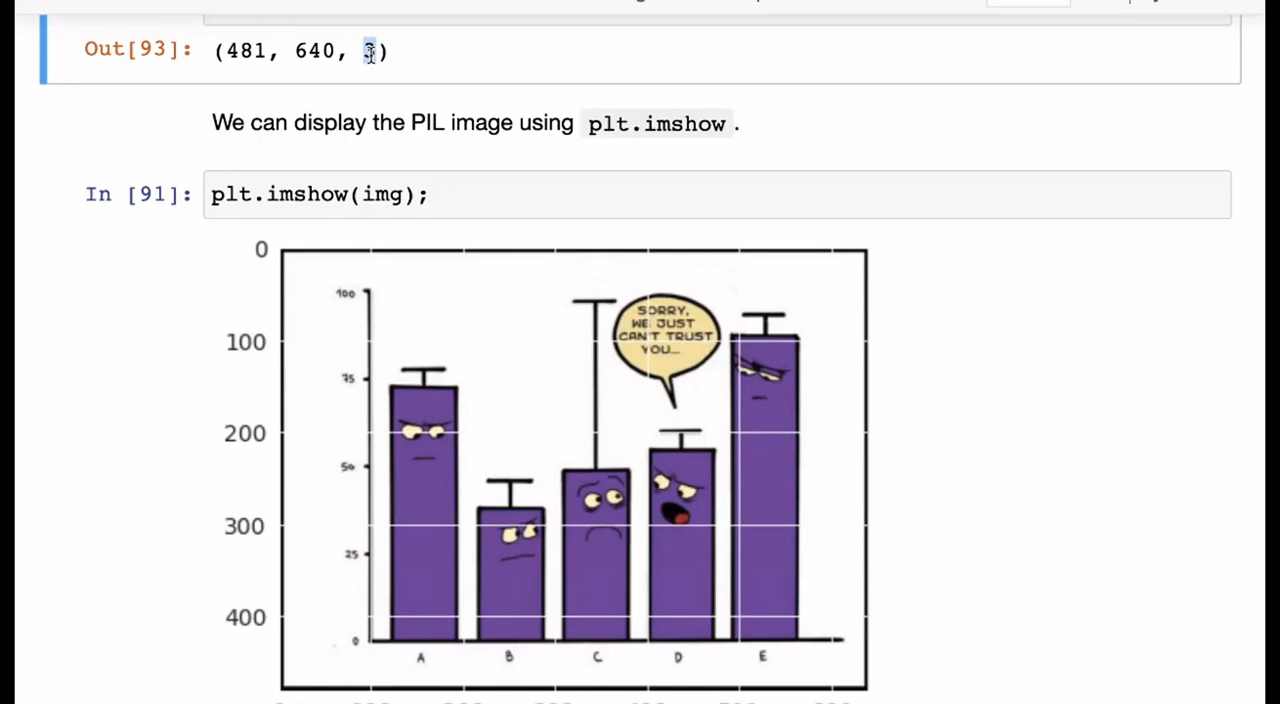 Out[93]: (481, 640, 3)
We can display the PIL image using plt.imshow.
In [91]: plt.imshow(img);
0
100
200
300
400
100
75
50
25
0
SORRY,
WE JUST
CAN'T TRUST
YOU...
A B C D E